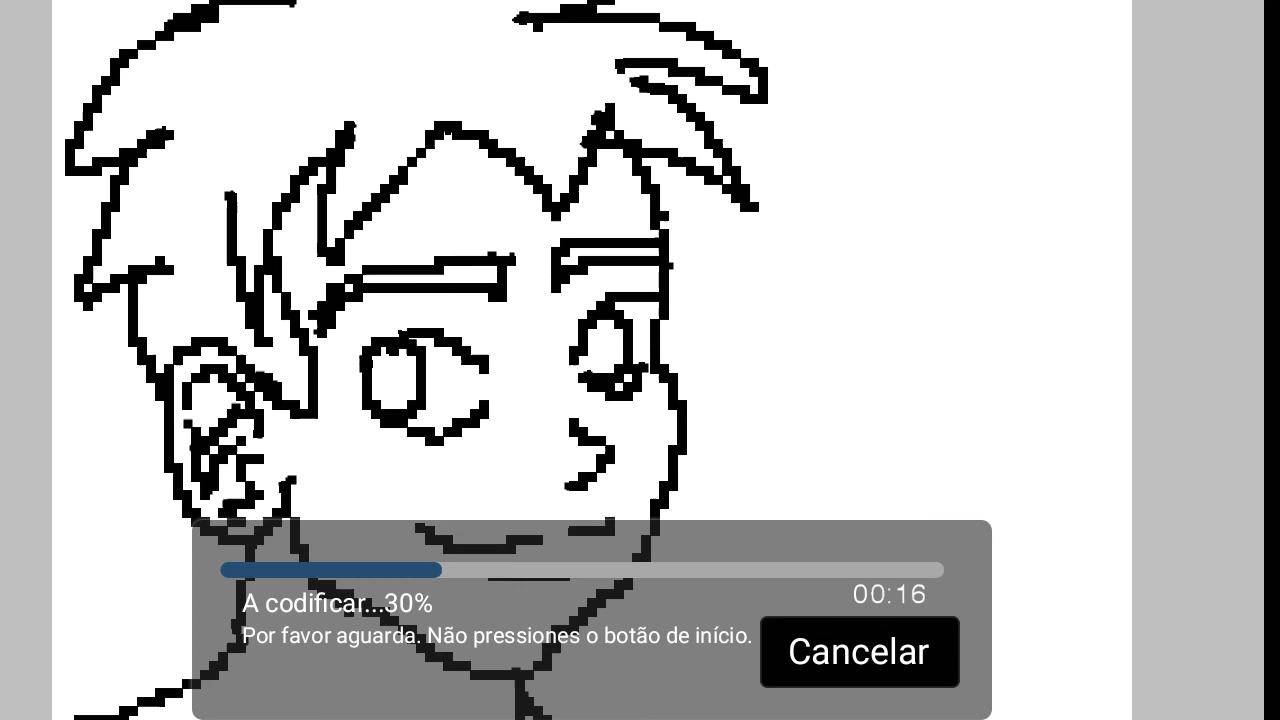 A codificar...30%
00:16
Por favor aguarda. Não pressiones o botão de início.
Cancelar